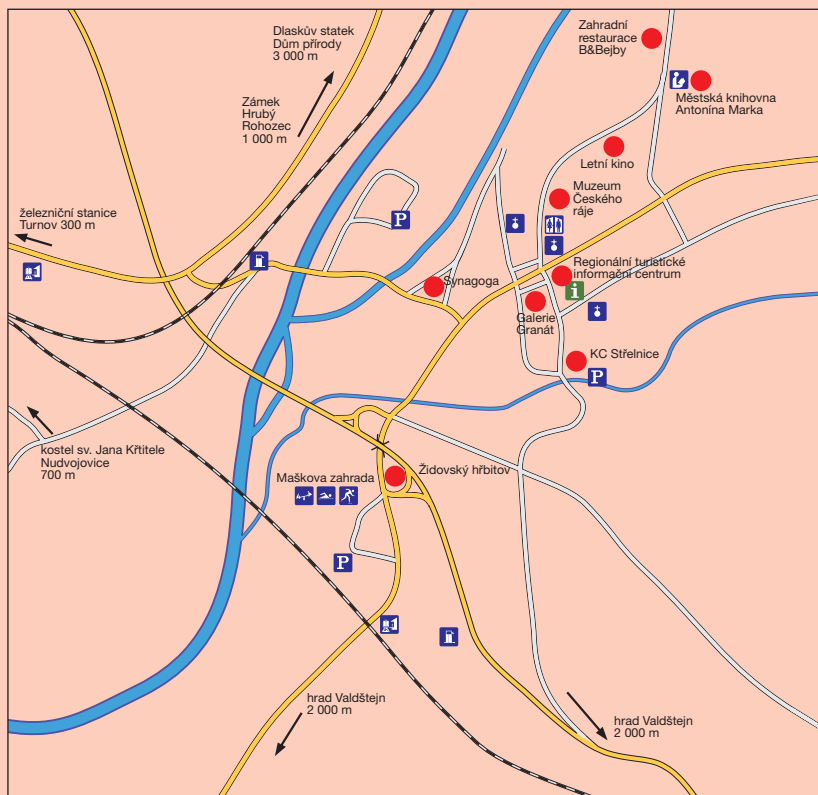 Dlaskův statek
Dům přírody
3 000 m
Zahradní
restaurace
B&Bejby
Zámek
Hrubý
Rohozec
1 000 m
Městská knihovna
Antonína Marka
Letní kino
Muzeum
Českého
ráje
železniční stanice
Turnov 300 m
P
Regionální turistické
informační centrum
i
Synagoga
Galerie
Granát
KC Střelnice
P
kostel sv. Jana Křtitele
Nudvojovice
700 m
Maškova zahrada
Židovský hřbitov
P
hrad Valdštejn
2 000 m
hrad Valdštejn
2 000 m